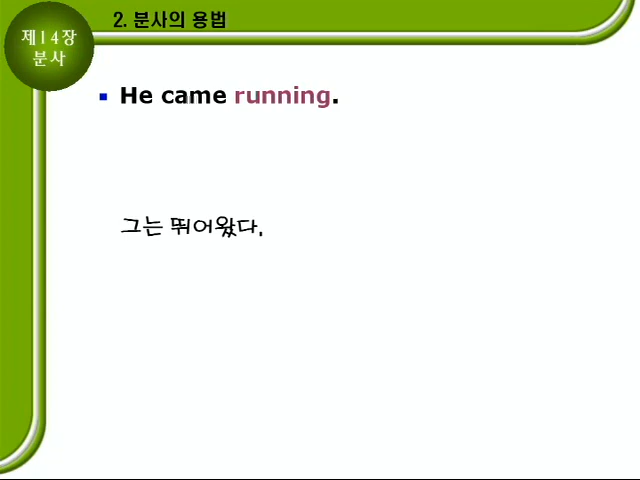 2. 분사의 용법
제14장
분사
He came running.
그는 뛰어왔다.